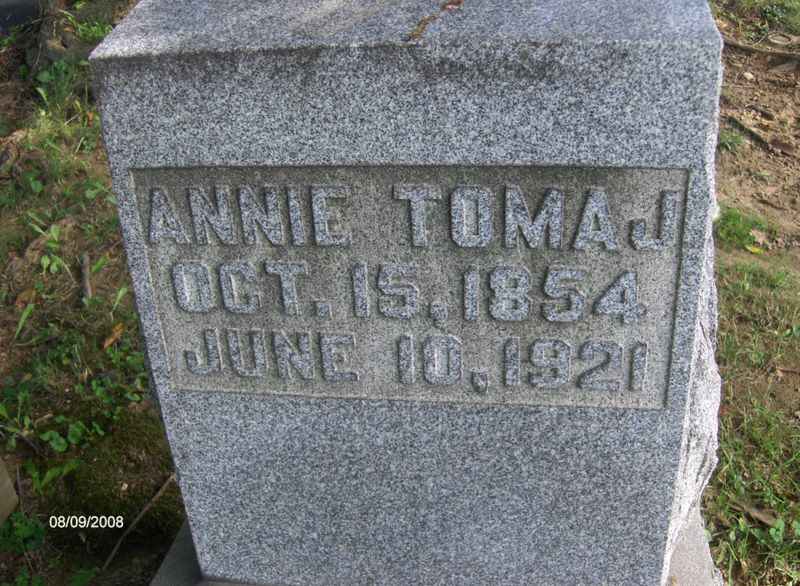 ANNIE TOMAJ
OCT. 15, 1854
JUNE 10, 1921
08/09/2008